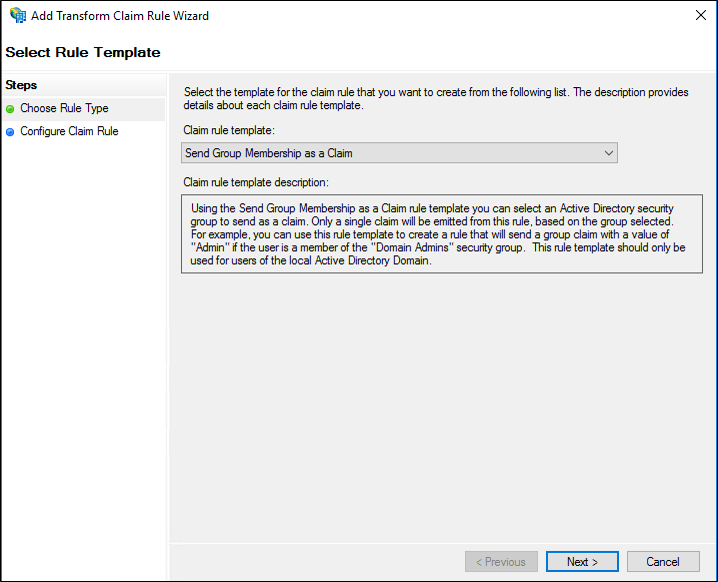 Add Transform Claim Rule Wizard
Select Rule Template
Steps
Choose Rule Type
Configure Claim Rule
Select the template for the claim rule that you want to create from the following list. The description provides
details about each claim rule template.
Claim rule template:
Send Group Membership as a Claim
Claim rule template description:
Using the Send Group Membership as a Claim rule template you can select an Active Directory security
group to send as a claim. Only a single claim will be emitted from this rule, based on the group selected.
For example, you can use this rule template to create a rule that will send a group claim with a value of
"Admin" if the user is a member of the "Domain Admins" security group. This rule template should only be
used for users of the local Active Directory Domain.
< Previous
Next >
Cancel